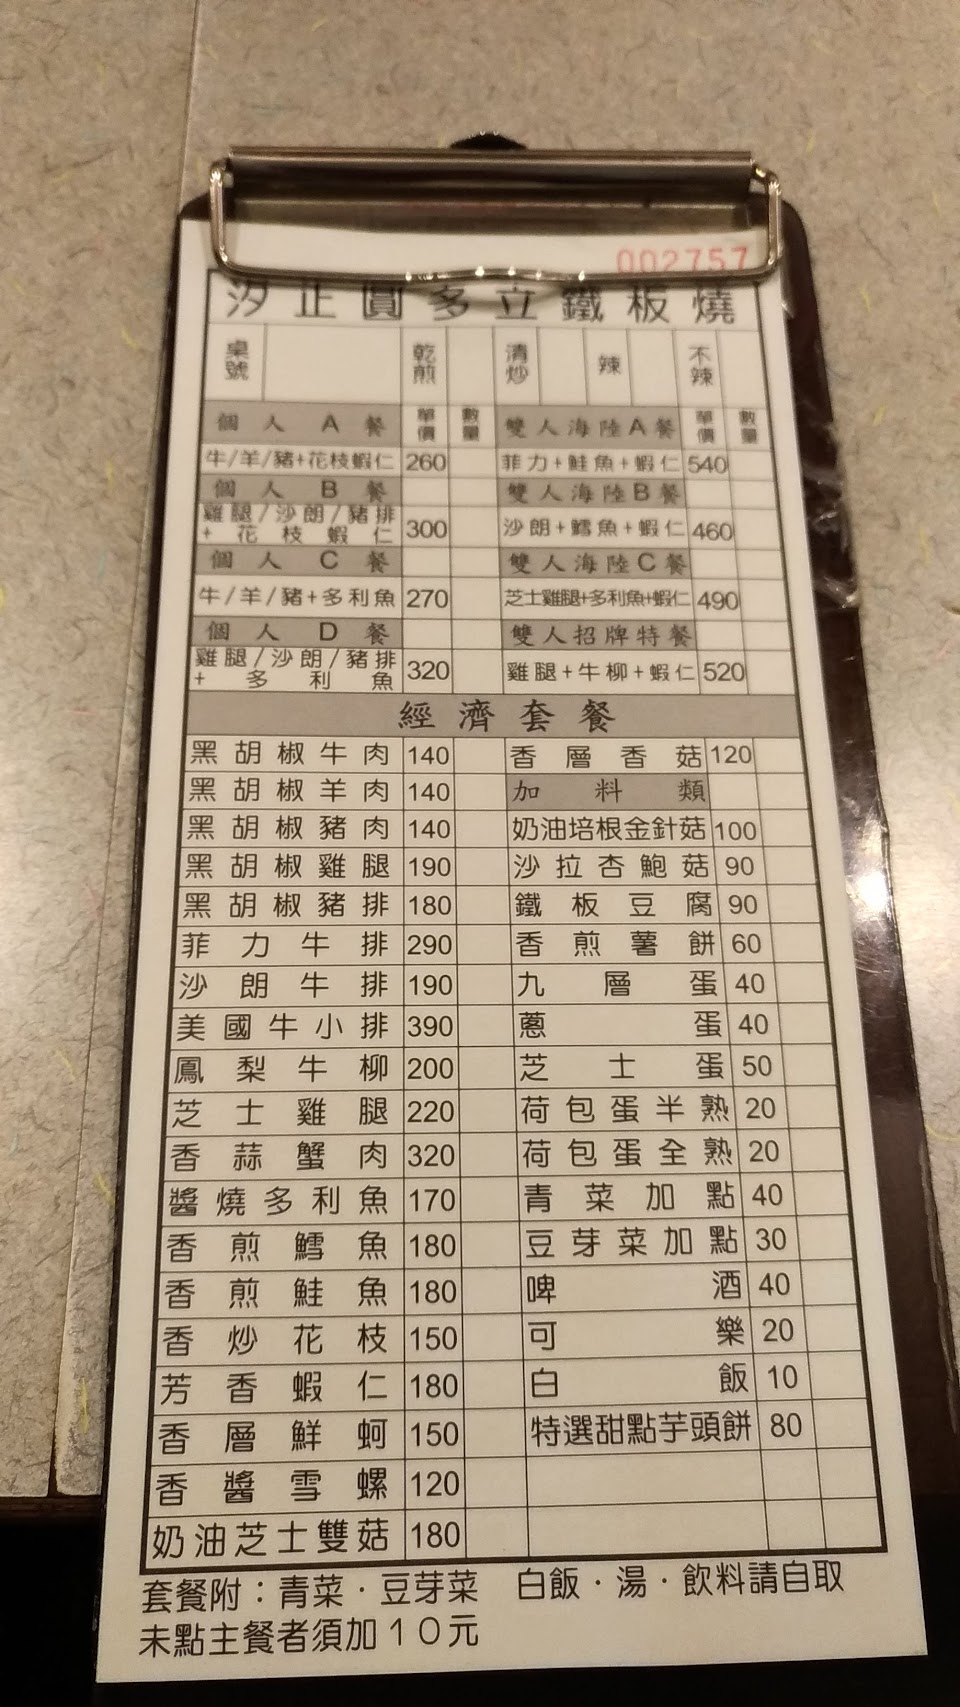 002757
汐止圓多立鐵板燒
桌號 乾煎 清炒 辣 不辣
個人A餐 單價 數量 雙人海陸A餐 單價 數量
牛/羊/豬+花枝蝦仁 260 菲力+鮭魚+蝦仁 540
個人B餐 雙人海陸B餐
雞腿/沙朗/豬排+花枝蝦仁 300 沙朗+鱈魚+蝦仁 460
個人C餐 雙人海陸C餐
牛/羊/豬+多利魚 270 芝士雞腿+多利魚+蝦仁 490
個人D餐 雙人招牌特餐
雞腿/沙朗/豬排+多利魚 320 雞腿+牛柳+蝦仁 520
經濟套餐
黑胡椒牛肉 140 香層香菇 120
黑胡椒羊肉 140 加料類
黑胡椒豬肉 140 奶油培根金針菇 100
黑胡椒雞腿 190 沙拉杏鮑菇 90
黑胡椒豬排 180 鐵板豆腐 90
菲力牛排 290 香煎薯餅 60
沙朗牛排 190 九層蛋 40
美國牛小排 390 蔥蛋 40
鳳梨牛柳 200 芝士蛋 50
芝士雞腿 220 荷包蛋半熟 20
香蒜蟹肉 320 荷包蛋全熟 20
醬燒多利魚 170 青菜加點 40
香煎鱈魚 180 豆芽菜加點 30
香煎鮭魚 180 啤酒 40
香炒花枝 150 可樂 20
芳香蝦仁 180 白飯 10
香層鮮蚵 150 特選甜點芋頭餅 80
香醬雪螺 120
奶油芝士雙菇 180
套餐附：青菜．豆芽菜 白飯．湯．飲料請自取
未點主餐者須加10元